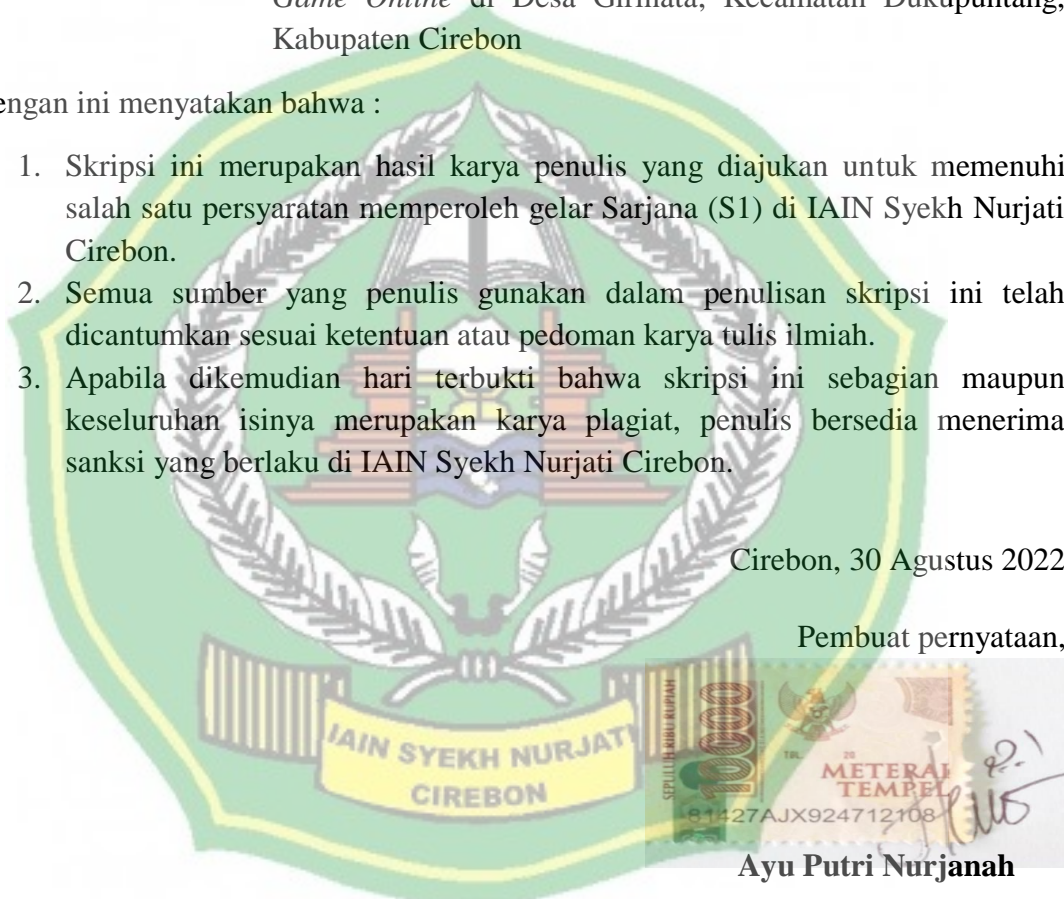 Game Online di Desa Girinata, Kecamatan Dukupuntang,
Kabupaten Cirebon
engan ini menyatakan bahwa :
1. Skripsi ini merupakan hasil karya penulis yang diajukan untuk memenuhi
salah satu persyaratan memperoleh gelar Sarjana (S1) di IAIN Syekh Nurjati
Cirebon.
2. Semua sumber yang penulis gunakan dalam penulisan skripsi ini telah
dicantumkan sesuai ketentuan atau pedoman karya tulis ilmiah.
3. Apabila dikemudian hari terbukti bahwa skripsi ini sebagian maupun
keseluruhan isinya merupakan karya plagiat, penulis bersedia menerima
sanksi yang berlaku di IAIN Syekh Nurjati Cirebon.
Cirebon, 30 Agustus 2022
Pembuat pernyataan,
SEPULUH RIBU RUPIAH
10000
TGL. 20
METERAI
TEMPEL
81427AJX924712108
Ayu Putri Nurjanah
IAIN SYEKH NURJATI
CIREBON